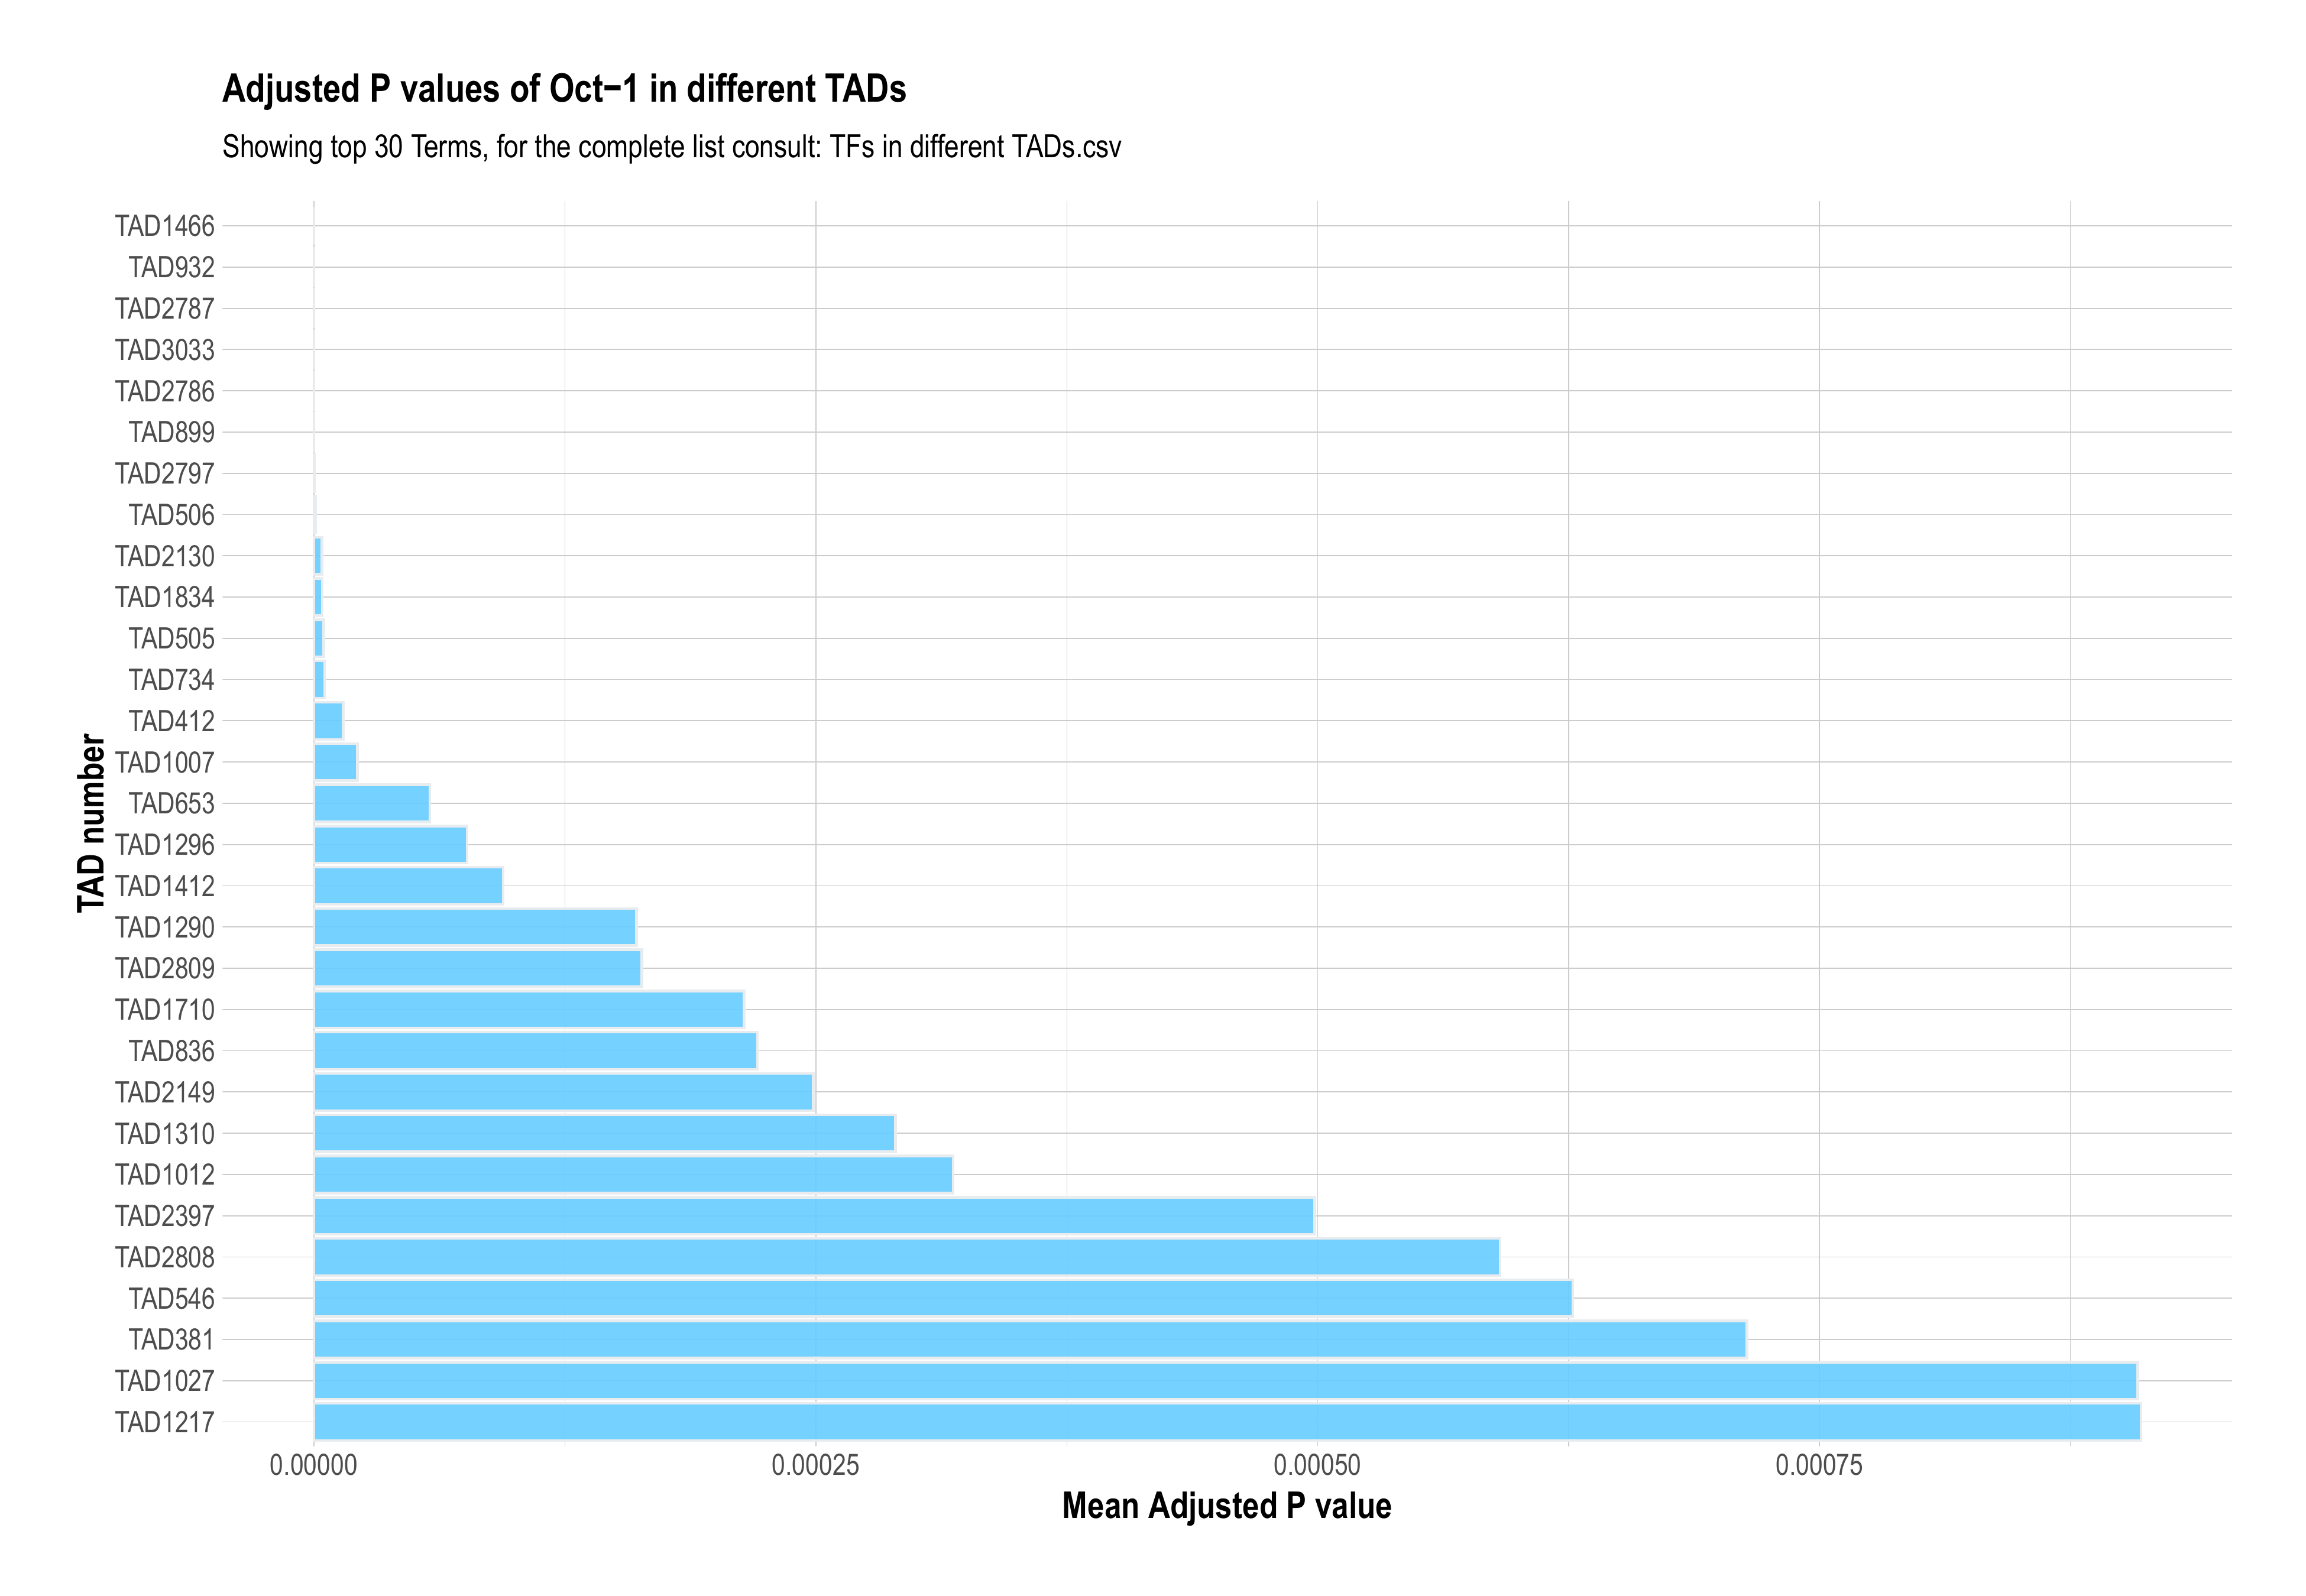 Adjusted P values of Oct−1 in different TADs
Showing top 30 Terms, for the complete list consult: TFs in different TADs.csv
TAD number
TAD1466
TAD932
TAD2787
TAD3033
TAD2786
TAD899
TAD2797
TAD506
TAD2130
TAD1834
TAD505
TAD734
TAD412
TAD1007
TAD653
TAD1296
TAD1412
TAD1290
TAD2809
TAD1710
TAD836
TAD2149
TAD1310
TAD1012
TAD2397
TAD2808
TAD546
TAD381
TAD1027
TAD1217
0.00000 0.00025 0.00050 0.00075
Mean Adjusted P value